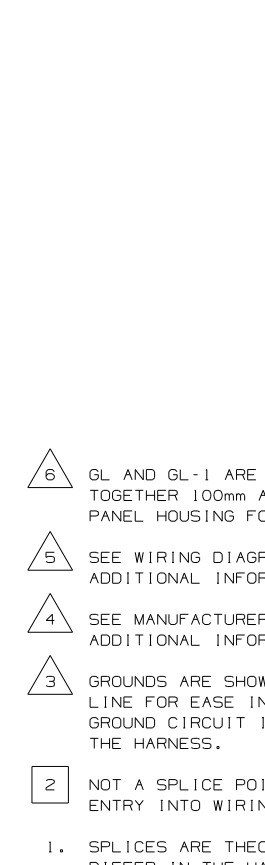 6 GL AND GL-1 ARE
TOGETHER 100mm A
PANEL HOUSING FO
5 SEE WIRING DIAGR
ADDITIONAL INFOR
4 SEE MANUFACTURER
ADDITIONAL INFOR
3 GROUNDS ARE SHOW
LINE FOR EASE IN
GROUND CIRCUIT I
THE HARNESS.
2 NOT A SPLICE POI
ENTRY INTO WIRIN
1. SPLICES ARE THEO
DIFFER IN THE HA